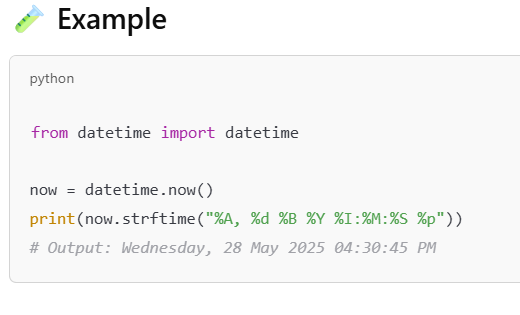 Example
python
from datetime import datetime
now = datetime.now()
print(now.strftime("%A, %d %B %Y %I:%M:%S %p"))
# Output: Wednesday, 28 May 2025 04:30:45 PM